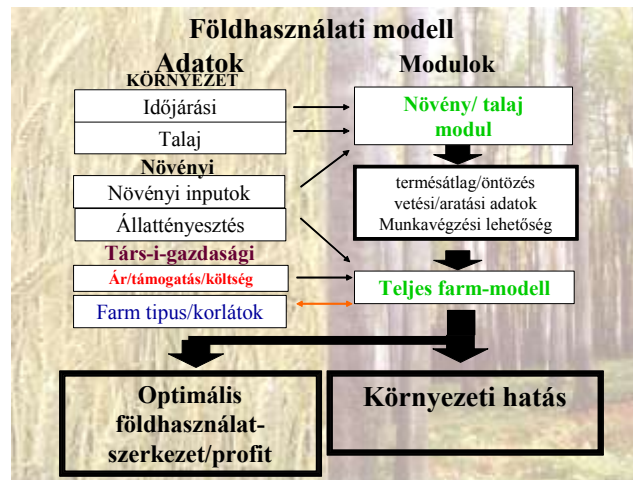 Földhasználati modell
Adatok
KÖRNYEZET
Időjárási
Talaj
Növényi
Növényi inputok
Állattenyésztés
Társ-i-gazdasági
Ár/támogatás/költség
Farm tipus/korlátok
Modulok
Növény/ talaj
modul
termésátlag/öntözés
vetési/aratási adatok
Munkavégzési lehetőség
Teljes farm-modell
Optimális
földhasználat-
szerkezet/profit
Környezeti hatás